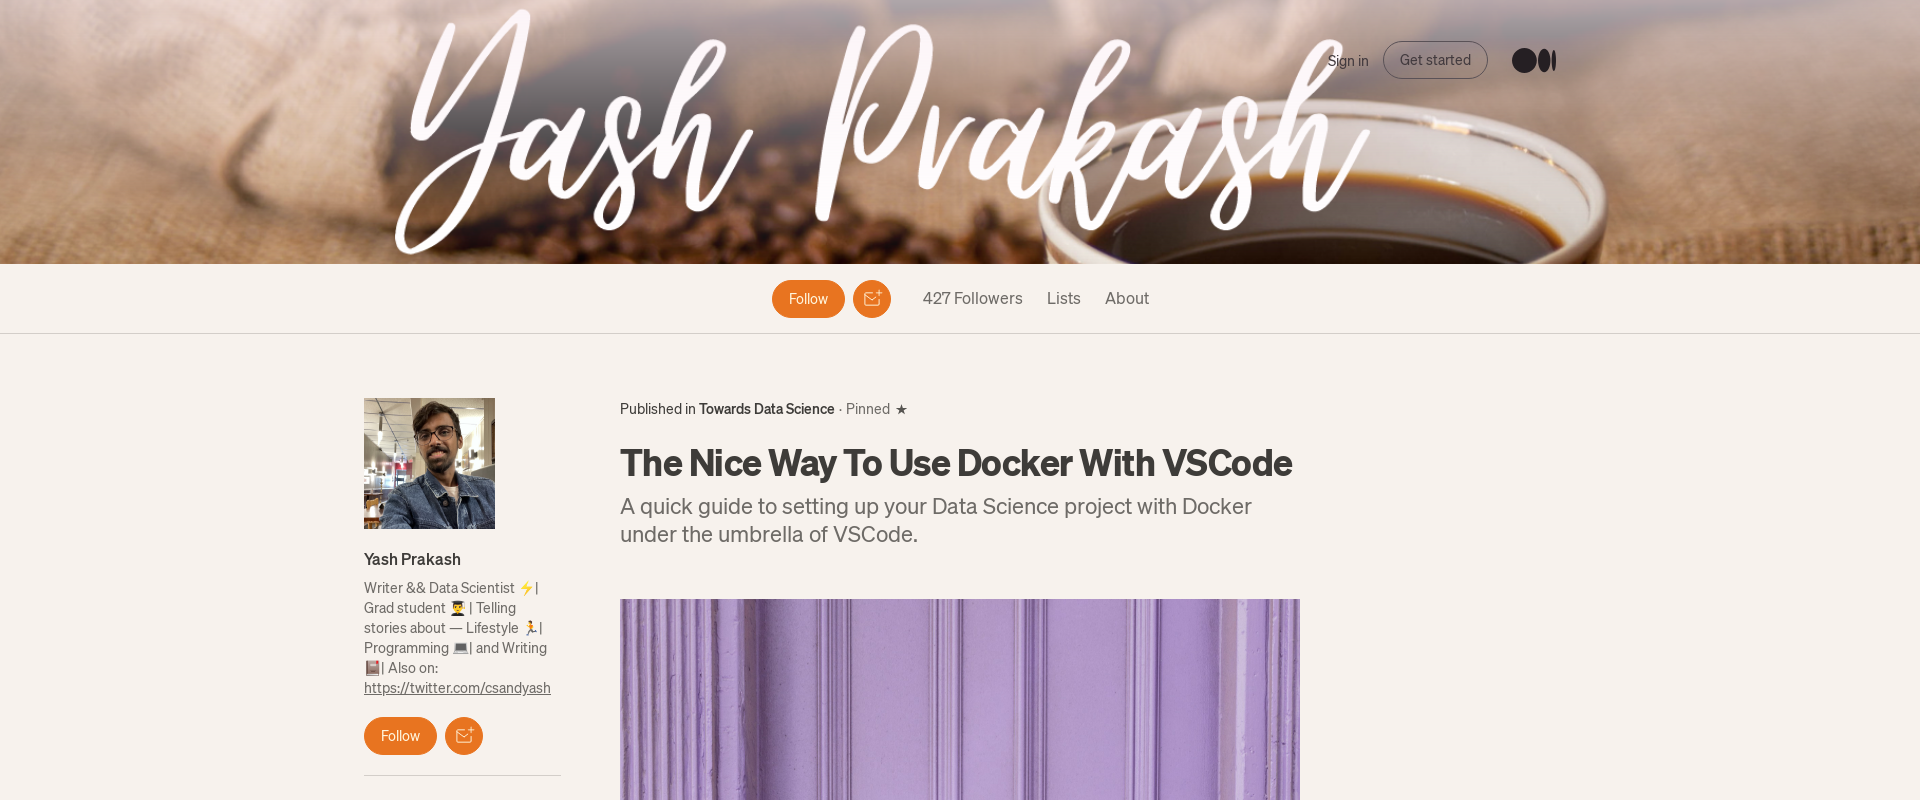 Yash Prakash
Sign in
Get started
Follow
427 Followers
Lists
About
Published in Towards Data Science · Pinned ★
The Nice Way To Use Docker With VSCode
A quick guide to setting up your Data Science project with Docker
under the umbrella of VSCode.
Yash Prakash
Writer && Data Scientist ⚡|
Grad student 👨‍🎓 | Telling
stories about — Lifestyle 🏃|
Programming 💻| and Writing
📔| Also on:
https://twitter.com/csandyash
Follow